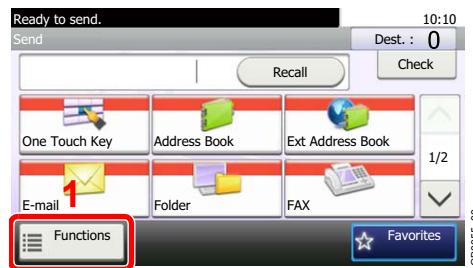 Ready to send.
10:10
Send
Dest. :
0
Recall
Check
One Touch Key
Address Book
Ext Address Book
1/2
E-mail
1
Folder
FAX
Functions
Favorites